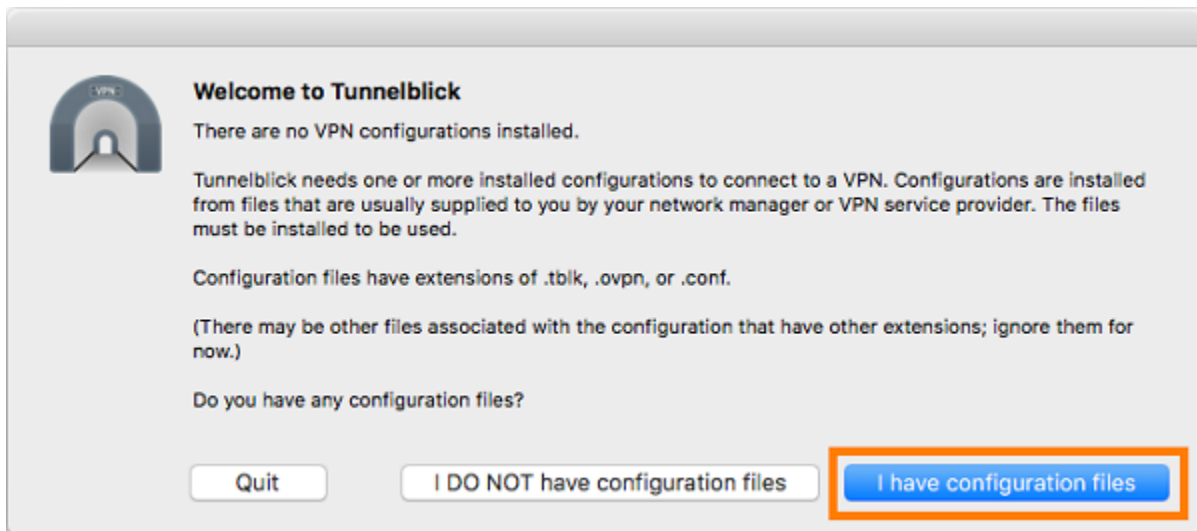 VPN
Welcome to Tunnelblick
There are no VPN configurations installed.
Tunnelblick needs one or more installed configurations to connect to a VPN. Configurations are installed
from files that are usually supplied to you by your network manager or VPN service provider. The files
must be installed to be used.
Configuration files have extensions of .tblk, .ovpn, or .conf.
(There may be other files associated with the configuration that have other extensions; ignore them for
now.)
Do you have any configuration files?
Quit
I DO NOT have configuration files
I have configuration files